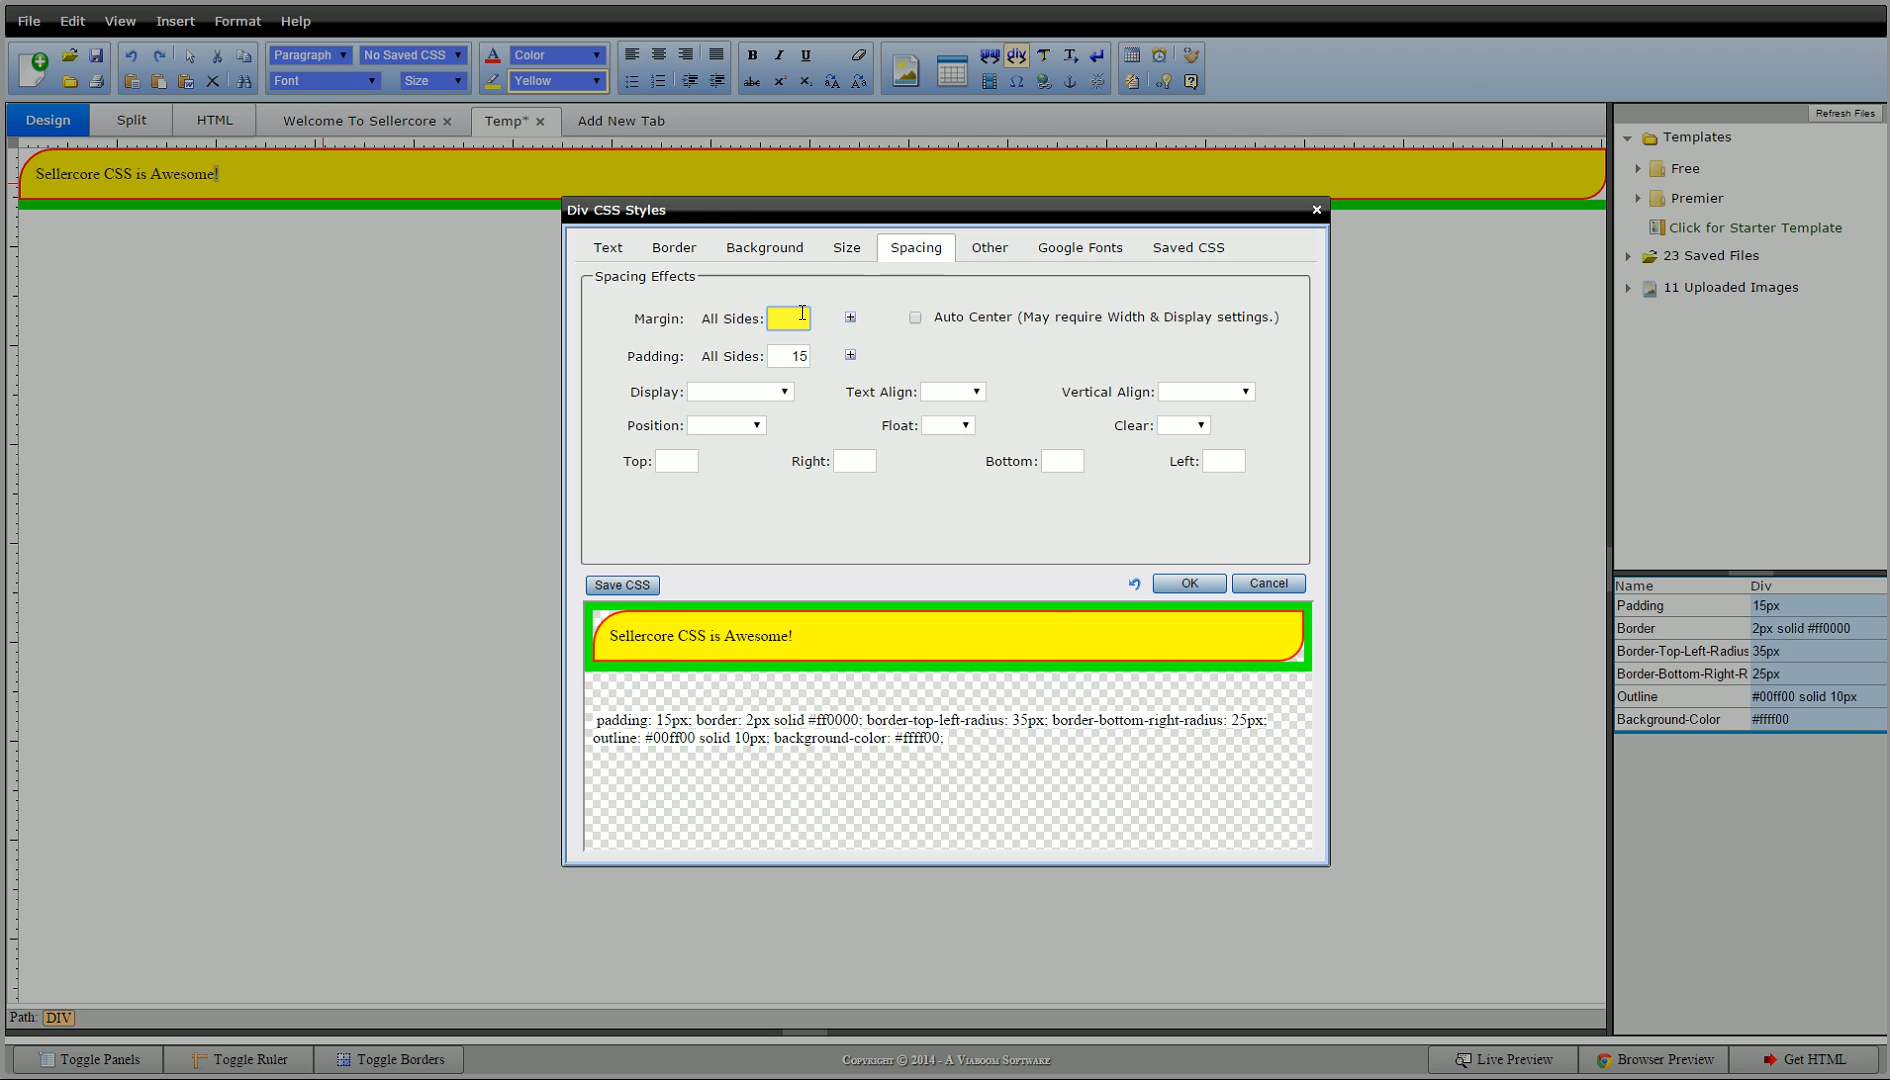 File Edit View Insert Format Help
Paragraph No Saved CSS Color
Font Size Yellow
B I U
abc
Design Split HTML Welcome To Sellercore Temp* Add New Tab
Refresh Files
Templates
Free
Premier
Click for Starter Template
23 Saved Files
11 Uploaded Images
Sellercore CSS is Awesome!
Div CSS Styles
Text Border Background Size Spacing Other Google Fonts Saved CSS
Spacing Effects
Margin: All Sides: Auto Center (May require Width & Display settings.)
Padding: All Sides: 15
Display: Text Align: Vertical Align:
Position: Float: Clear:
Top: Right: Bottom: Left:
Save CSS OK Cancel
Sellercore CSS is Awesome!
padding: 15px; border: 2px solid #ff0000; border-top-left-radius: 35px; border-bottom-right-radius: 25px;
outline: #00ff00 solid 10px; background-color: #ffff00;
Name Div
Padding 15px
Border 2px solid #ff0000
Border-Top-Left-Radius 35px
Border-Bottom-Right-R 25px
Outline #00ff00 solid 10px
Background-Color #ffff00
Path: DIV
Toggle Panels Toggle Ruler Toggle Borders Copyright © 2014 - A Viaboom Software Live Preview Browser Preview Get HTML